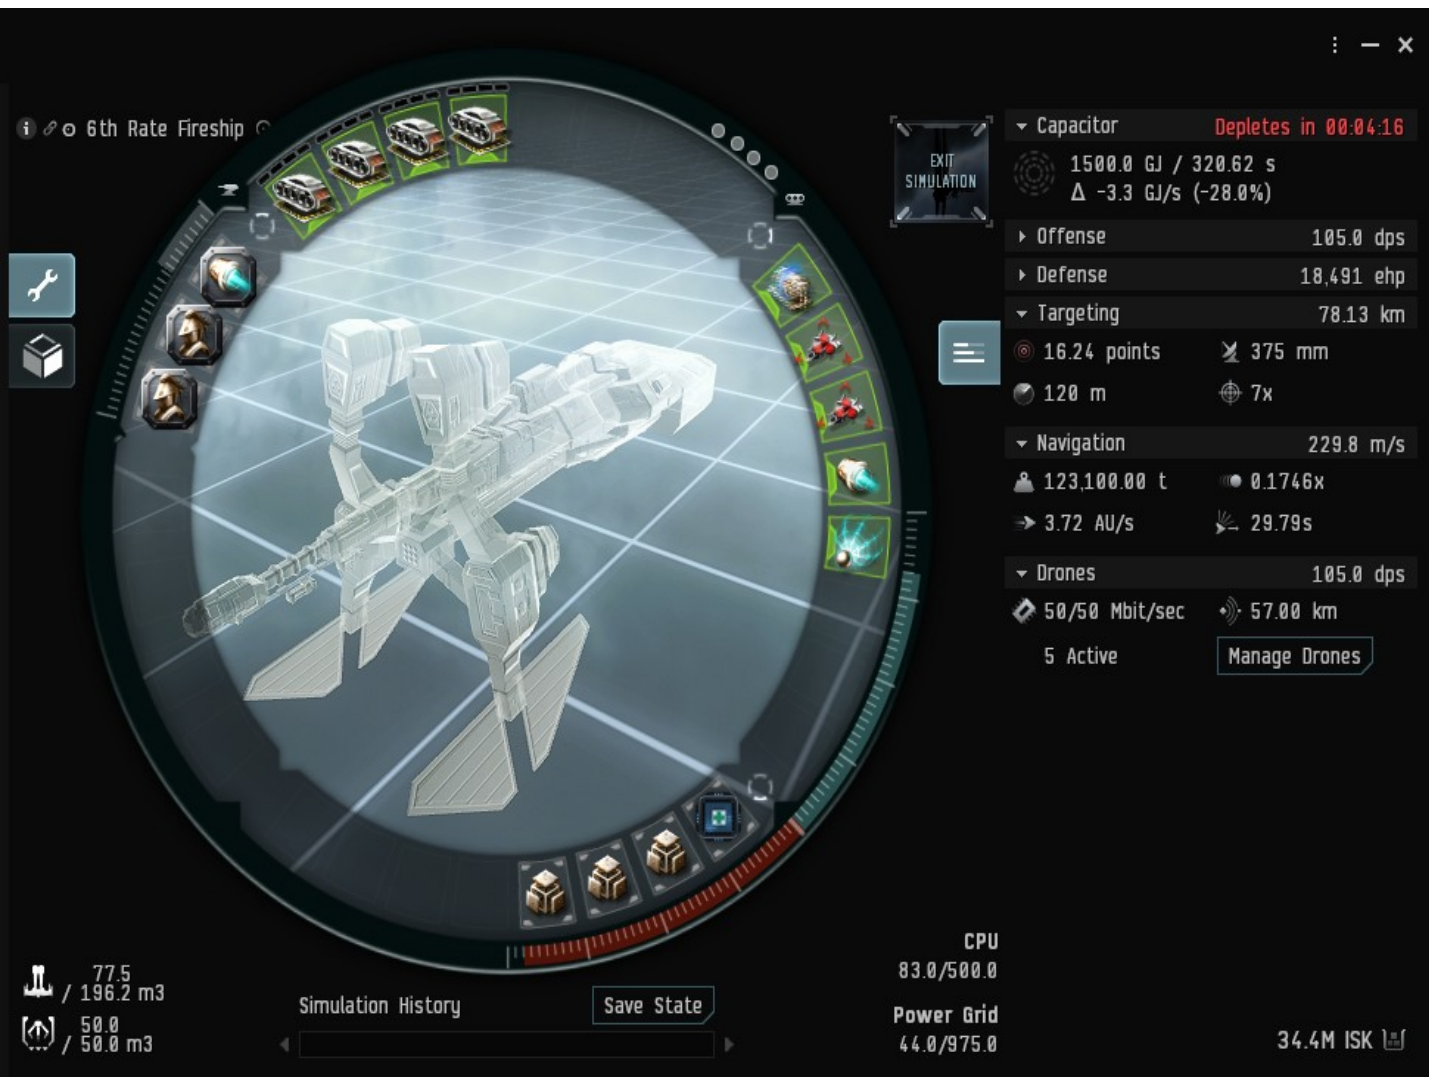 6th Rate Fireship
EXIT
SIMULATION
Capacitor Depletes in 00:04:16
1500.0 GJ / 320.62 s
Δ -3.3 GJ/s (-28.0%)
Offense 105.0 dps
Defense 18,491 ehp
Targeting 78.13 km
16.24 points 375 mm
120 m 7x
Navigation 229.8 m/s
123,100.00 t 0.1746x
3.72 AU/s 29.79s
Drones 105.0 dps
50/50 Mbit/sec 57.00 km
5 Active Manage Drones
CPU
83.0/500.0
Power Grid
44.0/975.0
77.5
/ 196.2 m3
50.0
/ 50.0 m3
Simulation History Save State
34.4M ISK